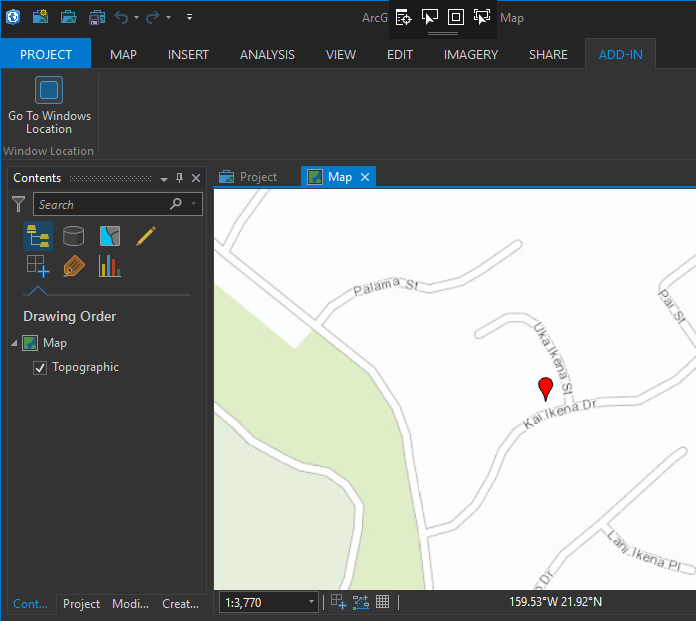 ArcG
Map
PROJECT
MAP
INSERT
ANALYSIS
VIEW
EDIT
IMAGERY
SHARE
ADD-IN
Go To Windows
Location
Window Location
Contents
Search
Drawing Order
Map
Topographic
Cont...
Project
Modi...
Creat...
Project
Map
Palama St
Pai St
Uka Ikena St
Kai Ikena Dr
Lani Ikena Pl
Dr
1:3,770
159.53°W 21.92°N